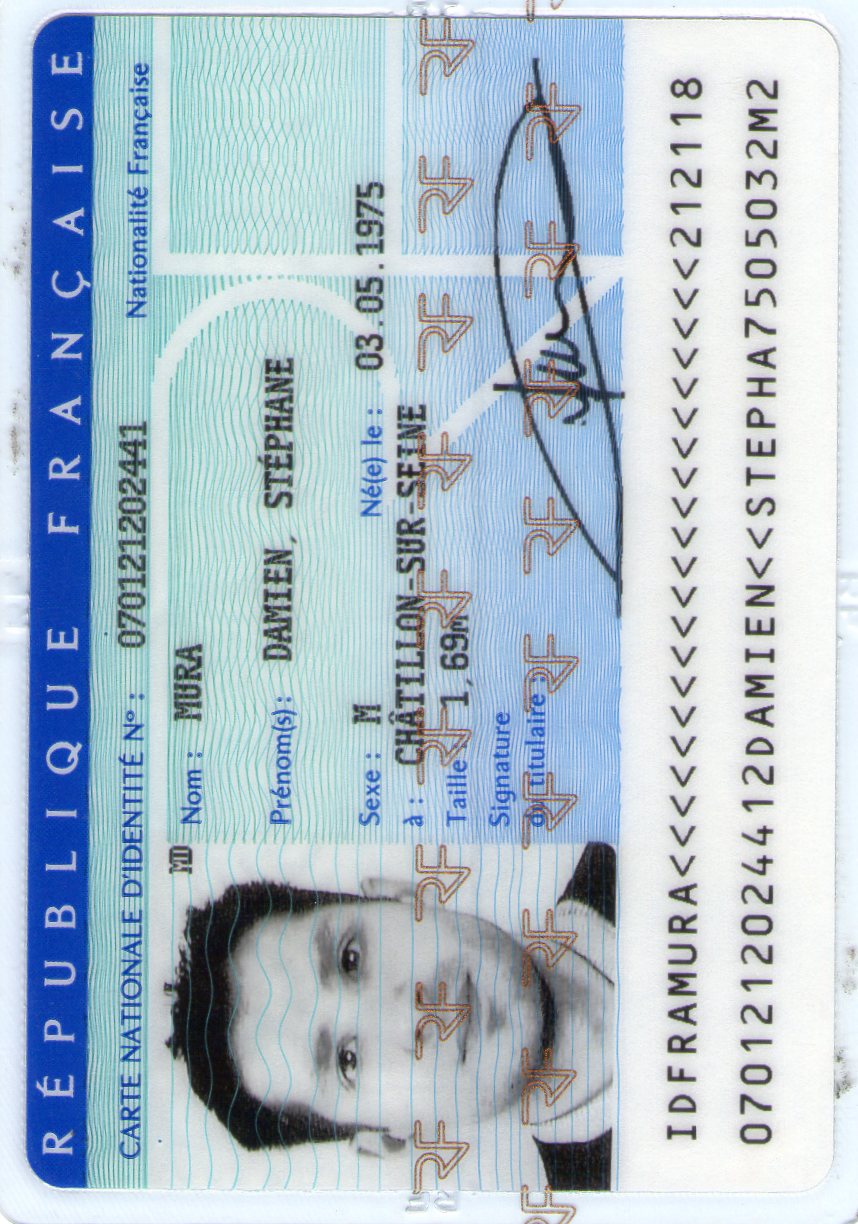 RÉPUBLIQUE FRANÇAISE
CARTE NATIONALE D'IDENTITÉ N° : 070121202441 Nationalité Française
MD
Nom : MURA
Prénom(s) : DAMIEN, STÉPHANE
Sexe : M Né(e) le : 03.05.1975
à : CHÂTILLON-SUR-SEINE
Taille : 1,69M
Signature
du titulaire :
IDFRAMURA<<<<<<<<<<<<<<<<<<<<<212118
0701212024412DAMIEN<<STEPHA7505032M2